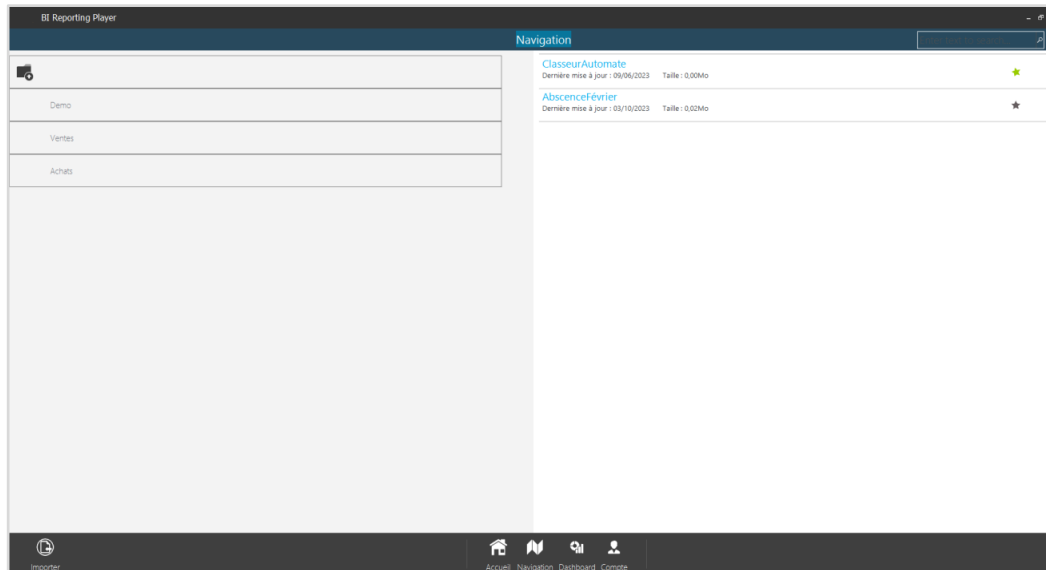 BI Reporting Player
Navigation
Demo
Ventes
Achats
ClasseurAutomate
Dernière mise à jour : 09/06/2023 Taille : 0,00Mo
AbscenceFévrier
Dernière mise à jour : 03/10/2023 Taille : 0,02Mo
Importer
Accueil Navigation Dashboard Compte